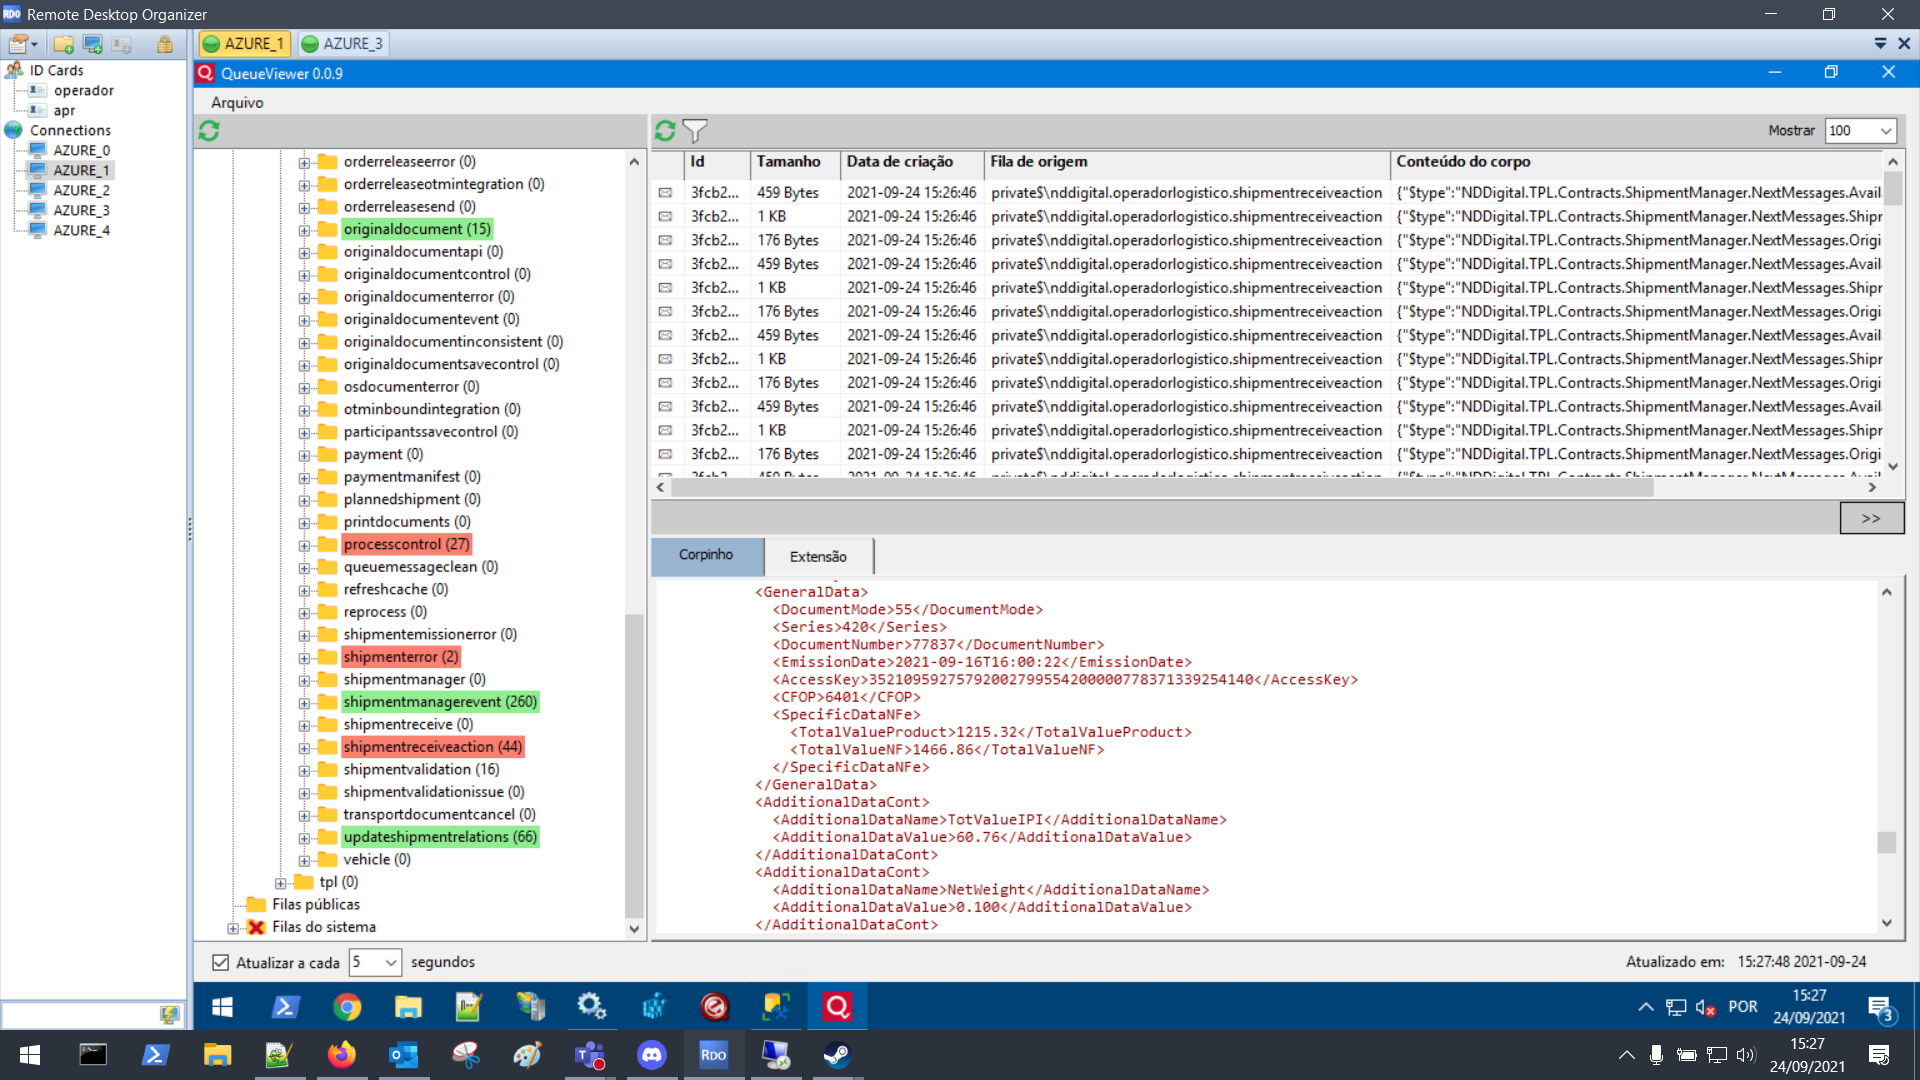 Remote Desktop Organizer
ID Cards
operador
apr
Connections
AZURE_0
AZURE_1
AZURE_2
AZURE_3
AZURE_4
AZURE_1
AZURE_3
QueueViewer 0.0.9
Arquivo
orderreleaseerror (0)
orderreleaseotmintegration (0)
orderreleasesend (0)
originaldocument (15)
originaldocumentapi (0)
originaldocumentcontrol (0)
originaldocumenterror (0)
originaldocumentevent (0)
originaldocumentinconsistent (0)
originaldocumentsavecontrol (0)
osdocumenterror (0)
otminboundintegration (0)
participantssavecontrol (0)
payment (0)
paymentmanifest (0)
plannedshipment (0)
printdocuments (0)
processcontrol (27)
queuemessageclean (0)
refreshcache (0)
reprocess (0)
shipmentemissionerror (0)
shipmenterror (2)
shipmentmanager (0)
shipmentmanagerevent (260)
shipmentreceive (0)
shipmentreceiveaction (44)
shipmentvalidation (16)
shipmentvalidationissue (0)
transportdocumentcancel (0)
updateshipmentrelations (66)
vehicle (0)
tpl (0)
Filas públicas
Filas do sistema
Atualizar a cada 5 segundos
Mostrar 100
Id Tamanho Data de criação Fila de origem Conteúdo do corpo
3fcb2... 459 Bytes 2021-09-24 15:26:46 private$\nddigital.operadorlogistico.shipmentreceiveaction {"$type":"NDDigital.TPL.Contracts.ShipmentManager.NextMessages.Avail
3fcb2... 1 KB 2021-09-24 15:26:46 private$\nddigital.operadorlogistico.shipmentreceiveaction {"$type":"NDDigital.TPL.Contracts.ShipmentManager.NextMessages.Shipr
3fcb2... 176 Bytes 2021-09-24 15:26:46 private$\nddigital.operadorlogistico.shipmentreceiveaction {"$type":"NDDigital.TPL.Contracts.ShipmentManager.NextMessages.Origi
3fcb2... 459 Bytes 2021-09-24 15:26:46 private$\nddigital.operadorlogistico.shipmentreceiveaction {"$type":"NDDigital.TPL.Contracts.ShipmentManager.NextMessages.Avail
3fcb2... 1 KB 2021-09-24 15:26:46 private$\nddigital.operadorlogistico.shipmentreceiveaction {"$type":"NDDigital.TPL.Contracts.ShipmentManager.NextMessages.Shipr
3fcb2... 176 Bytes 2021-09-24 15:26:46 private$\nddigital.operadorlogistico.shipmentreceiveaction {"$type":"NDDigital.TPL.Contracts.ShipmentManager.NextMessages.Origi
3fcb2... 459 Bytes 2021-09-24 15:26:46 private$\nddigital.operadorlogistico.shipmentreceiveaction {"$type":"NDDigital.TPL.Contracts.ShipmentManager.NextMessages.Avail
3fcb2... 1 KB 2021-09-24 15:26:46 private$\nddigital.operadorlogistico.shipmentreceiveaction {"$type":"NDDigital.TPL.Contracts.ShipmentManager.NextMessages.Shipr
3fcb2... 176 Bytes 2021-09-24 15:26:46 private$\nddigital.operadorlogistico.shipmentreceiveaction {"$type":"NDDigital.TPL.Contracts.ShipmentManager.NextMessages.Origi
3fcb2... 459 Bytes 2021-09-24 15:26:46 private$\nddigital.operadorlogistico.shipmentreceiveaction {"$type":"NDDigital.TPL.Contracts.ShipmentManager.NextMessages.Avail
3fcb2... 1 KB 2021-09-24 15:26:46 private$\nddigital.operadorlogistico.shipmentreceiveaction {"$type":"NDDigital.TPL.Contracts.ShipmentManager.NextMessages.Shipr
3fcb2... 176 Bytes 2021-09-24 15:26:46 private$\nddigital.operadorlogistico.shipmentreceiveaction {"$type":"NDDigital.TPL.Contracts.ShipmentManager.NextMessages.Origi
>>
Corpinho Extensão
<GeneralData>
<DocumentMode>55</DocumentMode>
<Series>420</Series>
<DocumentNumber>77837</DocumentNumber>
<EmissionDate>2021-09-16T16:00:22</EmissionDate>
<AccessKey>35210959275792002799554200000778371339254140</AccessKey>
<CFOP>6401</CFOP>
<SpecificDataNFe>
<TotalValueProduct>1215.32</TotalValueProduct>
<TotalValueNF>1466.86</TotalValueNF>
</SpecificDataNFe>
</GeneralData>
<AdditionalDataCont>
<AdditionalDataName>TotValueIPI</AdditionalDataName>
<AdditionalDataValue>60.76</AdditionalDataValue>
</AdditionalDataCont>
<AdditionalDataCont>
<AdditionalDataName>NetWeight</AdditionalDataName>
<AdditionalDataValue>0.100</AdditionalDataValue>
</AdditionalDataCont>
Atualizado em: 15:27:48 2021-09-24
POR
15:27
24/09/2021
3
RDO
15:27
24/09/2021